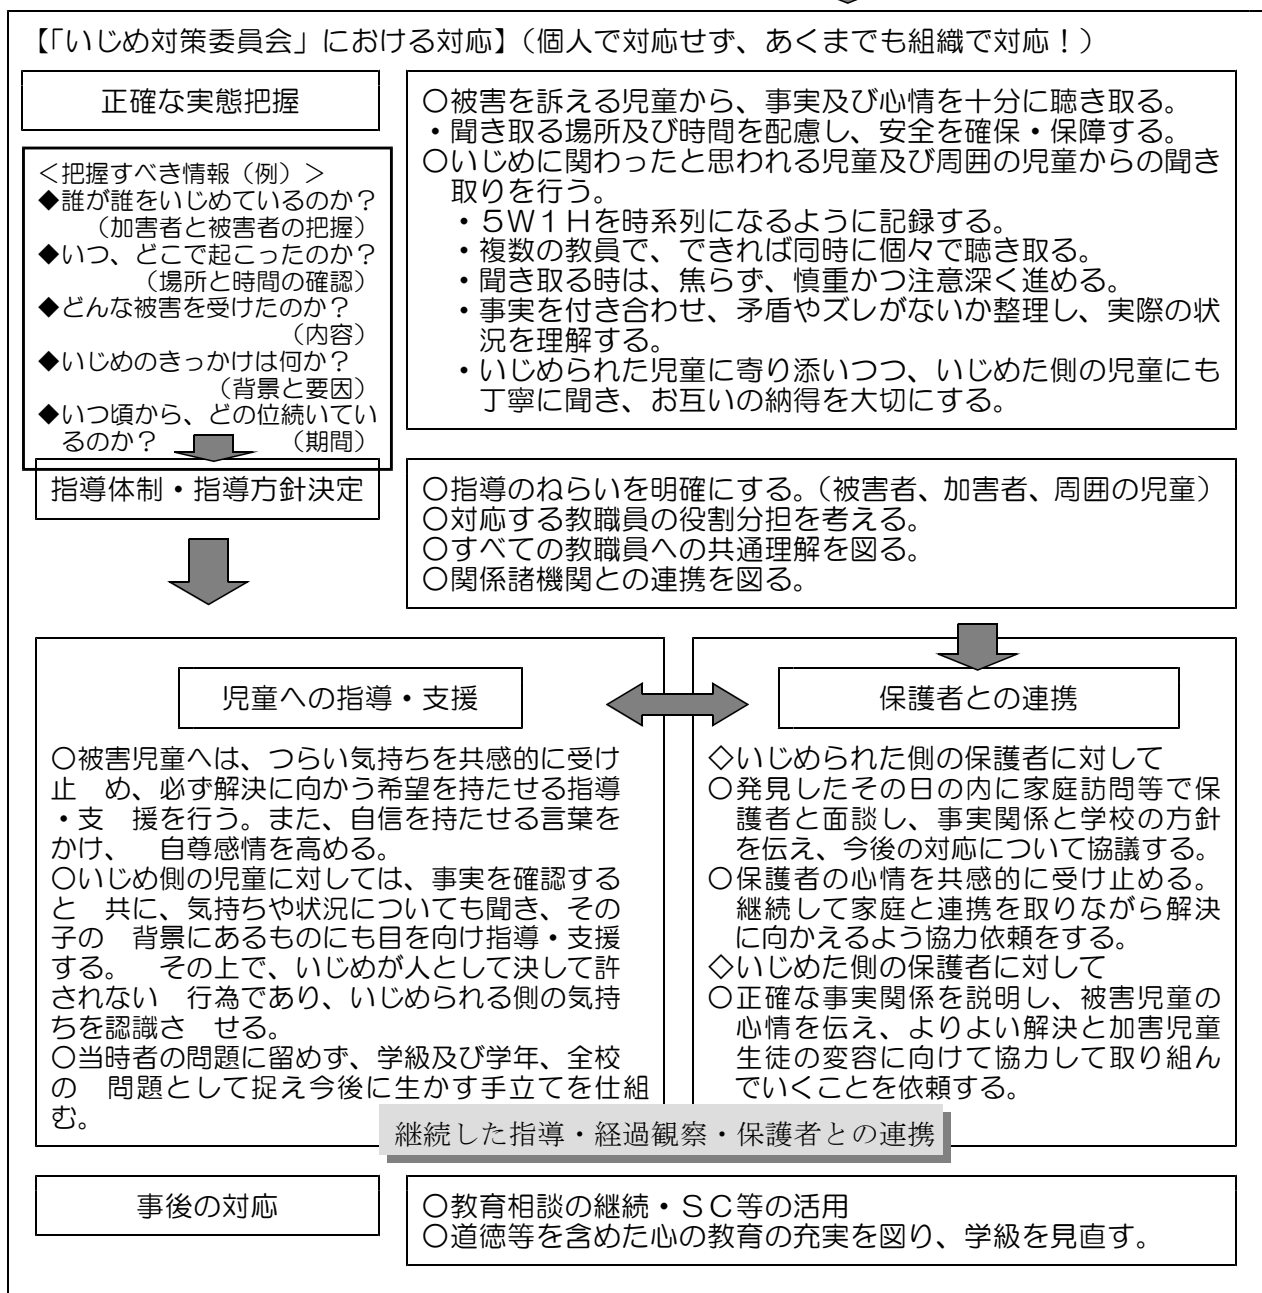 【「いじめ対策委員会」における対応】（個人で対応せず、あくまでも組織で対応！）
正確な実態把握
＜把握すべき情報（例）＞
◆誰が誰をいじめているのか？
（加害者と被害者の把握）
◆いつ、どこで起こったのか？
（場所と時間の確認）
◆どんな被害を受けたのか？
（内容）
◆いじめのきっかけは何か？
（背景と要因）
◆いつ頃から、どの位続いてい
るのか？　　（期間）
○被害を訴える児童から、事実及び心情を十分に聴き取る。
・聞き取る場所及び時間を配慮し、安全を確保・保障する。
○いじめに関わったと思われる児童及び周囲の児童からの聞き
取りを行う。
・５Ｗ１Ｈを時系列になるように記録する。
・複数の教員で、できれば同時に個々で聴き取る。
・聞き取る時は、焦らず、慎重かつ注意深く進める。
・事実を付き合わせ、矛盾やズレがないか整理し、実際の状
況を理解する。
・いじめられた児童に寄り添いつつ、いじめた側の児童にも
丁寧に聞き、お互いの納得を大切にする。
指導体制・指導方針決定
○指導のねらいを明確にする。（被害者、加害者、周囲の児童）
○対応する教職員の役割分担を考える。
○すべての教職員への共通理解を図る。
○関係諸機関との連携を図る。
児童への指導・支援
○被害児童へは、つらい気持ちを共感的に受け
止　め、必ず解決に向かう希望を持たせる指導
・支　援を行う。また、自信を持たせる言葉を
かけ、　自尊感情を高める。
○いじめ側の児童に対しては、事実を確認する
と　共に、気持ちや状況についても聞き、その
子の　背景にあるものにも目を向け指導・支援
する。　その上で、いじめが人として決して許
されない　行為であり、いじめられる側の気持
ちを認識さ　せる。
○当時者の問題に留めず、学級及び学年、全校
の　問題として捉え今後に生かす手立てを仕組
む。
保護者との連携
◇いじめられた側の保護者に対して
○発見したその日の内に家庭訪問等で保
護者と面談し、事実関係と学校の方針
を伝え、今後の対応について協議する。
○保護者の心情を共感的に受け止める。
継続して家庭と連携を取りながら解決
に向かえるよう協力依頼をする。
◇いじめた側の保護者に対して
○正確な事実関係を説明し、被害児童の
心情を伝え、よりよい解決と加害児童
生徒の変容に向けて協力して取り組ん
でいくことを依頼する。
継続した指導・経過観察・保護者との連携
事後の対応
○教育相談の継続・ＳＣ等の活用
○道徳等を含めた心の教育の充実を図り、学級を見直す。